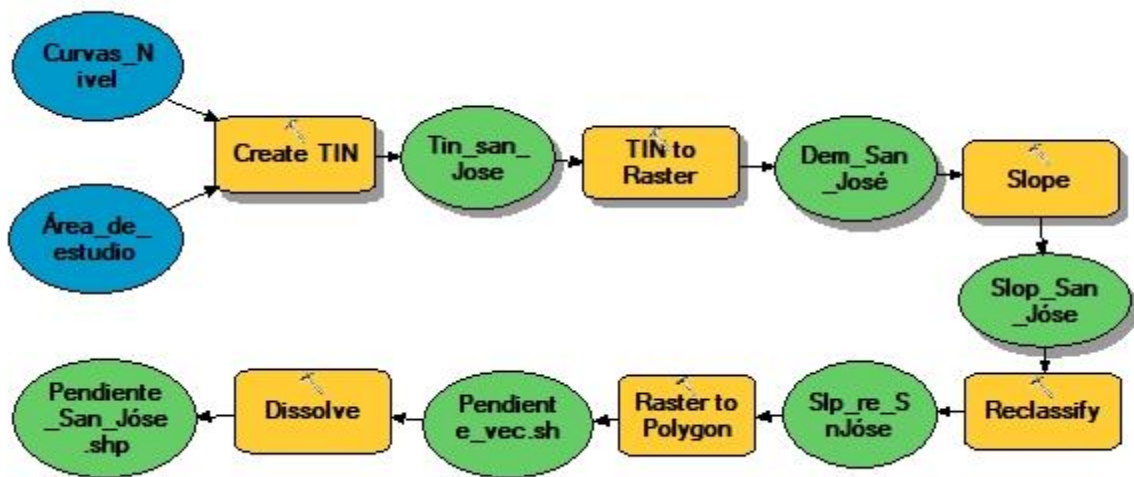 Curvas_N
ivel
Área_de_
estudio
Create TIN
Tin_san_
Jose
TIN to
Raster
Dem_San
_José
Slope
Slop_San
_Jóse
Reclassify
Slp_re_S
nJóse
Raster to
Polygon
Pendient
e_vec.sh
Dissolve
Pendiente
_San_Jóse
.shp